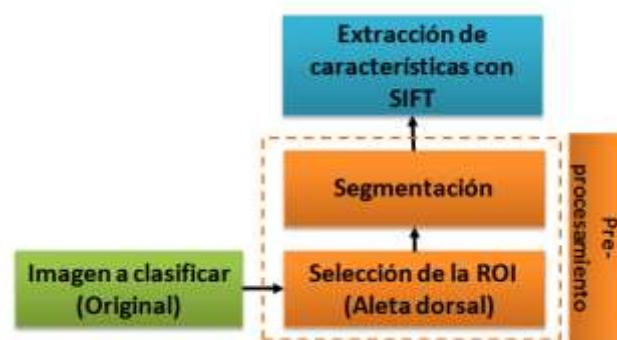 Extracción de
características con
SIFT
Segmentación
Pre-
procesamiento
Imagen a clasificar
(Original)
Selección de la ROI
(Aleta dorsal)